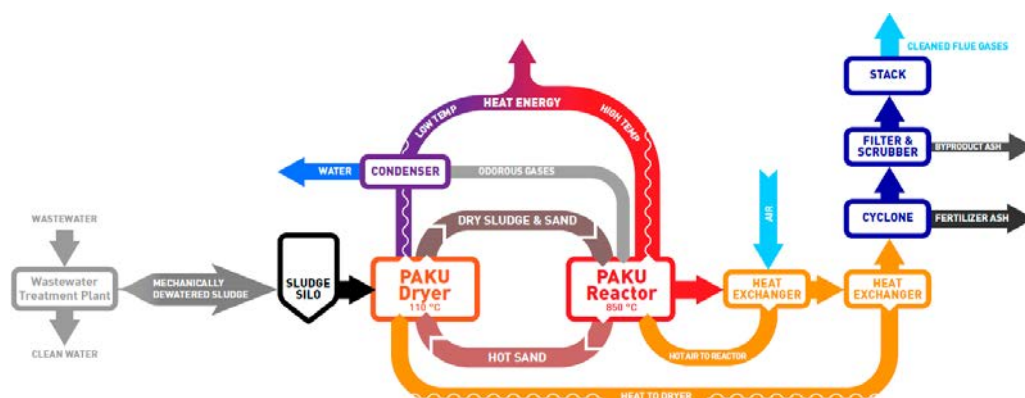 CLEANED FLUE GASES
STACK
LOW TEMP
HEAT ENERGY
HIGH TEMP
FILTER &
SCRUBBER
BYPRODUCT ASH
WATER
CONDENSER
ODOROUS GASES
AIR
WASTEWATER
DRY SLUDGE & SAND
CYCLONE
FERTILIZER ASH
Wastewater
Treatment Plant
MECHANICALLY
DEWATERED SLUDGE
SLUDGE
SILO
PAKU
Dryer
110 °C
PAKU
Reactor
850 °C
HEAT
EXCHANGER
HEAT
EXCHANGER
CLEAN WATER
HOT SAND
HOT AIR TO REACTOR
HEAT TO DRYER